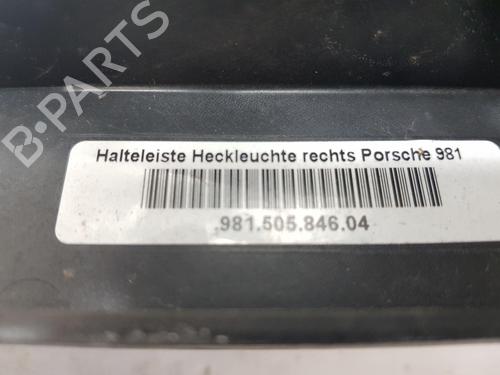 B-PARTS
Halteleiste Heckleuchte rechts Porsche 981
981.505.846.04